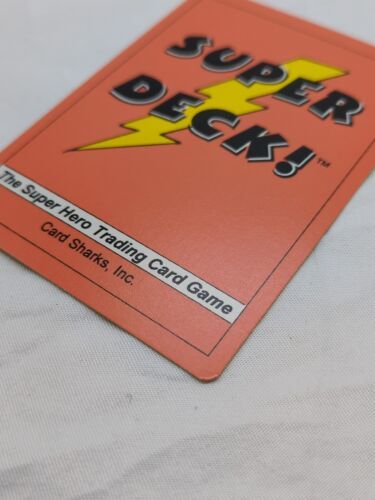 SUPER
DECK!™
The Super Hero Trading Card Game
Card Sharks, Inc.